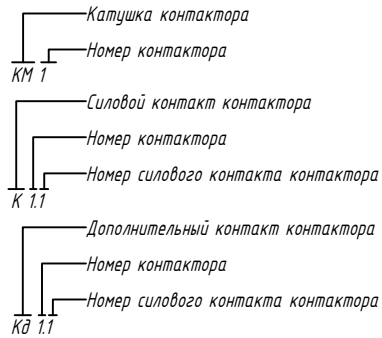 Катушка контактора
Номер контактора
КМ 1
Силовой контакт контактора
Номер контактора
Номер силового контакта контактора
К 1.1
Дополнительный контакт контактора
Номер контактора
Номер силового контакта контактора
Кд 1.1